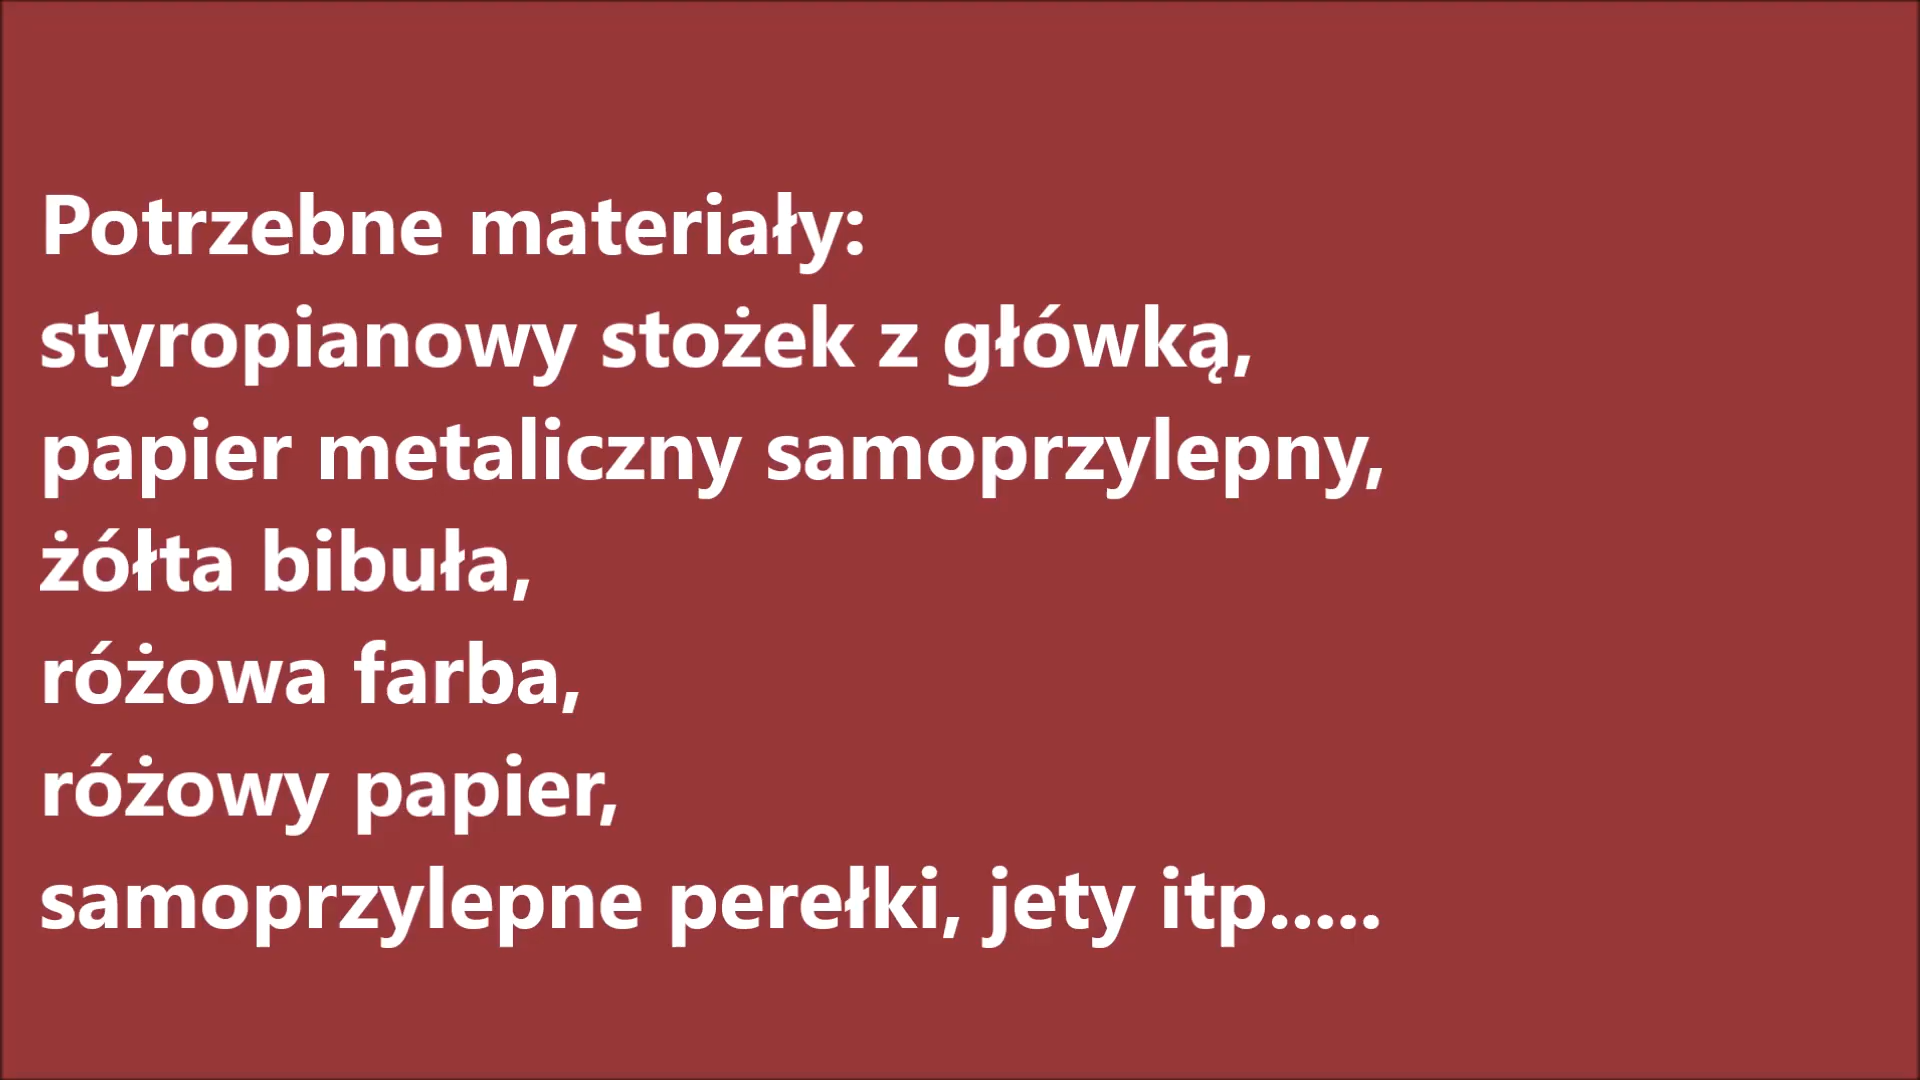 Potrzebne materiały:
styropianowy stożek z główką,
papier metaliczny samoprzylepny,
żółta bibuła,
różowa farba,
różowy papier,
samoprzylepne perełki, jety itp.....